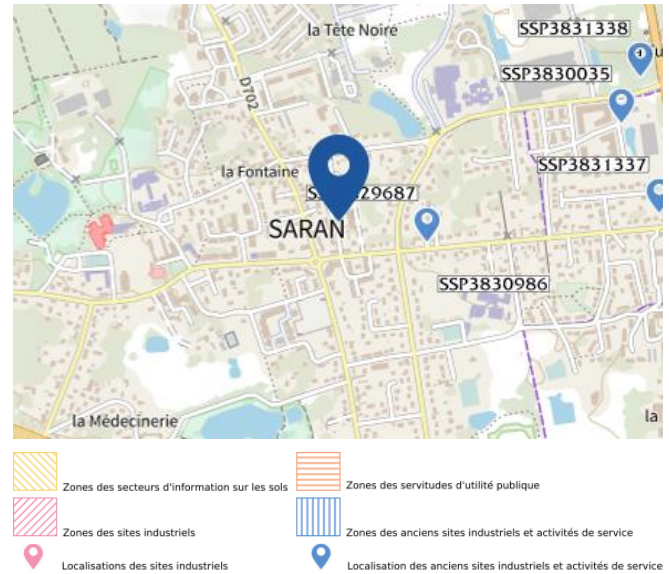 la Tête Noire
SSP3831338
D702
SSP3830035
la Fontaine
SSP3831337
29687
SARAN
SSP3830986
la Médecinerie
la
Zones des secteurs d'information sur les sols
Zones des servitudes d'utilité publique
Zones des sites industriels
Zones des anciens sites industriels et activités de service
Localisations des sites industriels
Localisation des anciens sites industriels et activités de service